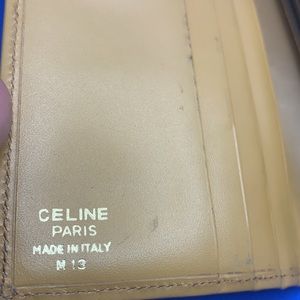 CELINE
PARIS
MADE IN ITALY
M 13